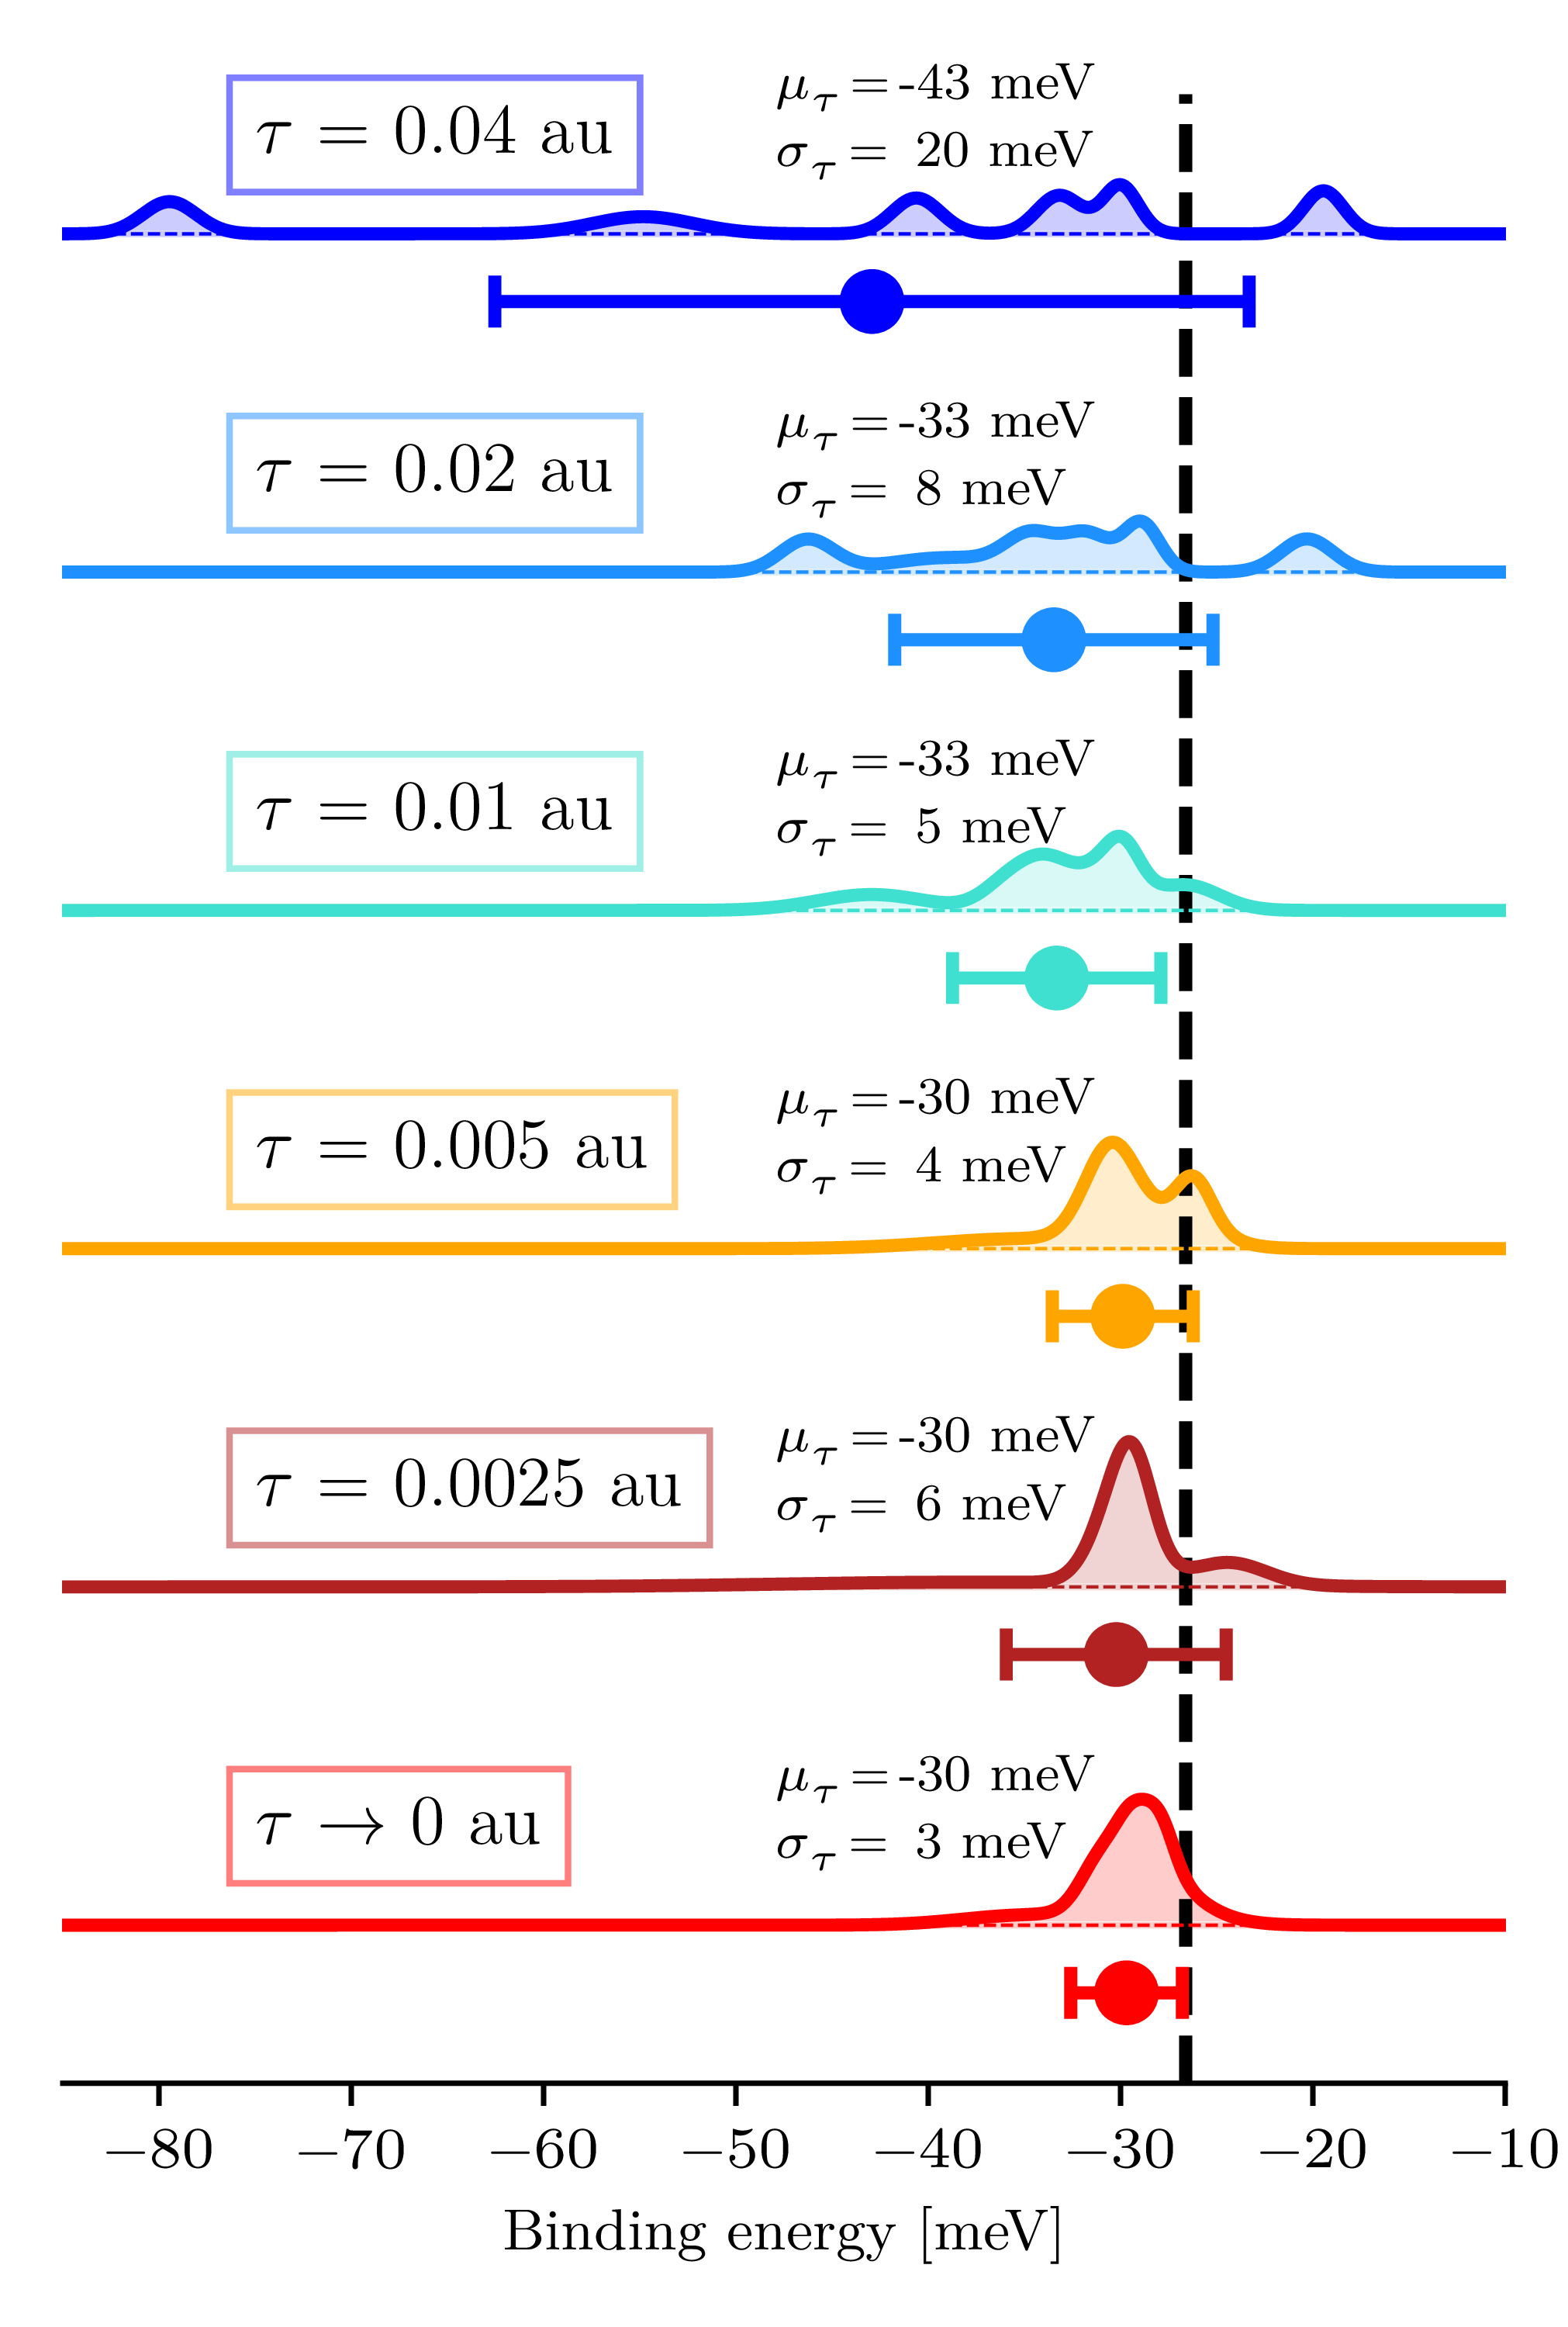 τ = 0.04 au
μ_τ = -43 meV
σ_τ = 20 meV
τ = 0.02 au
μ_τ = -33 meV
σ_τ = 8 meV
τ = 0.01 au
μ_τ = -33 meV
σ_τ = 5 meV
τ = 0.005 au
μ_τ = -30 meV
σ_τ = 4 meV
τ = 0.0025 au
μ_τ = -30 meV
σ_τ = 6 meV
τ → 0 au
μ_τ = -30 meV
σ_τ = 3 meV
−80 −70 −60 −50 −40 −30 −20 −10
Binding energy [meV]